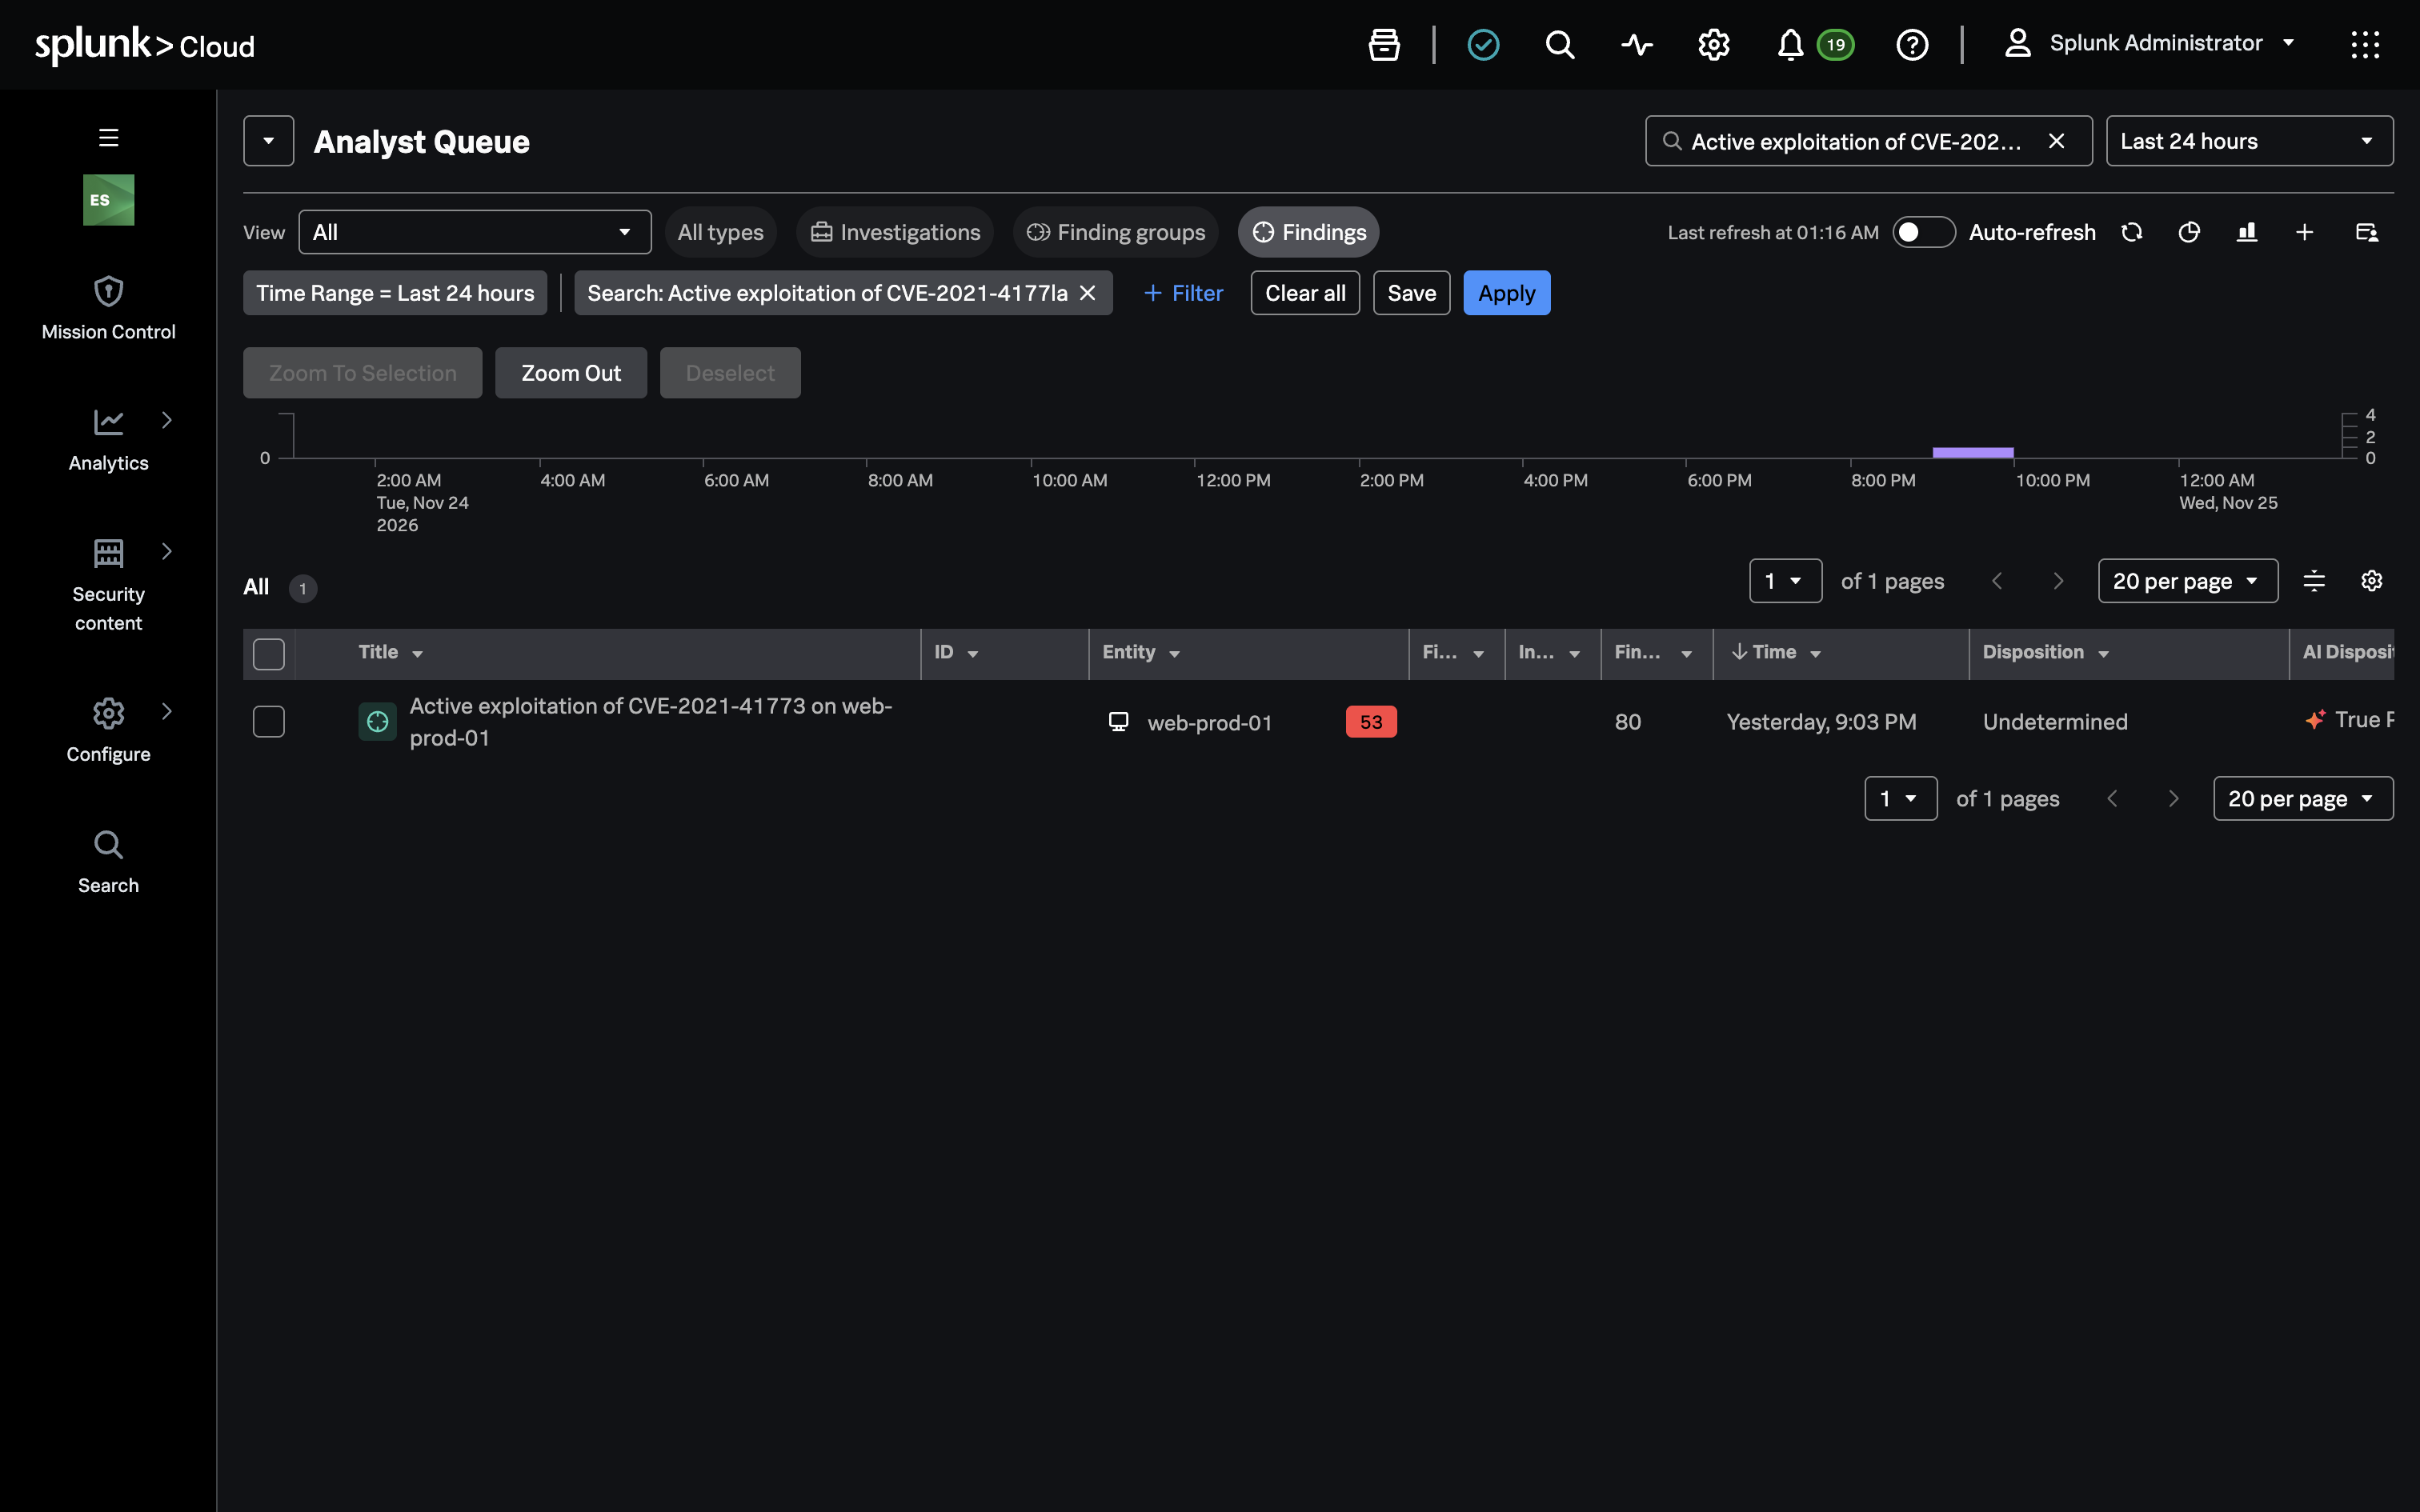 splunk>Cloud
19
Splunk Administrator
ES
Mission Control
Analytics
Security
content
Configure
Search
Analyst Queue
Active exploitation of CVE-202...
Last 24 hours
View
All
All types
Investigations
Finding groups
Findings
Last refresh at 01:16 AM
Auto-refresh
Time Range = Last 24 hours
Search: Active exploitation of CVE-2021-4177la
+ Filter
Clear all
Save
Apply
Zoom To Selection
Zoom Out
Deselect
0
4
2
0
2:00 AM
Tue, Nov 24
2026
4:00 AM
6:00 AM
8:00 AM
10:00 AM
12:00 PM
2:00 PM
4:00 PM
6:00 PM
8:00 PM
10:00 PM
12:00 AM
Wed, Nov 25
All 1
1
of 1 pages
20 per page
Title
ID
Entity
Fi...
In...
Fin...
Time
Disposition
AI Disposit
Active exploitation of CVE-2021-41773 on web-
prod-01
web-prod-01
53
80
Yesterday, 9:03 PM
Undetermined
True P
1
of 1 pages
20 per page